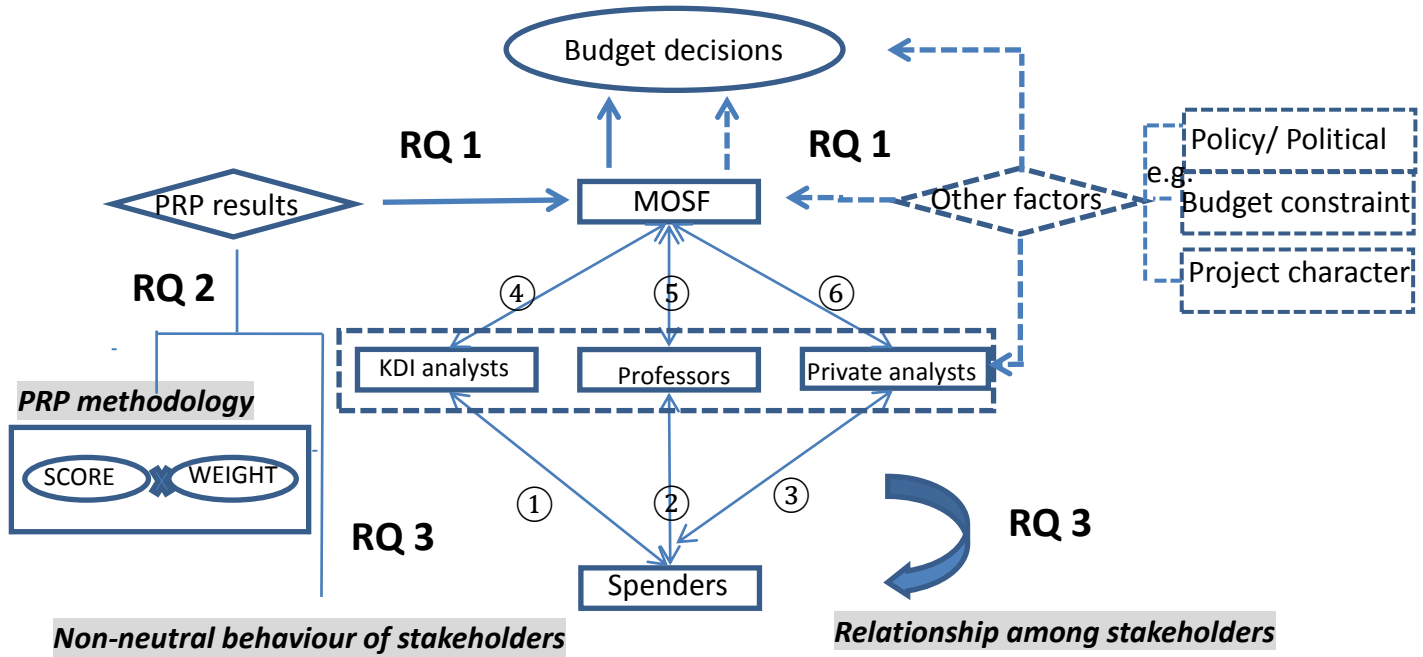 Budget decisions
RQ 1
RQ 1
Policy/ Political
e.g.
PRP results
MOSF
Other factors
Budget constraint
Project character
RQ 2
④
⑤
⑥
KDI analysts
Professors
Private analysts
PRP methodology
SCORE
WEIGHT
①
②
③
RQ 3
RQ 3
Spenders
Non-neutral behaviour of stakeholders
Relationship among stakeholders